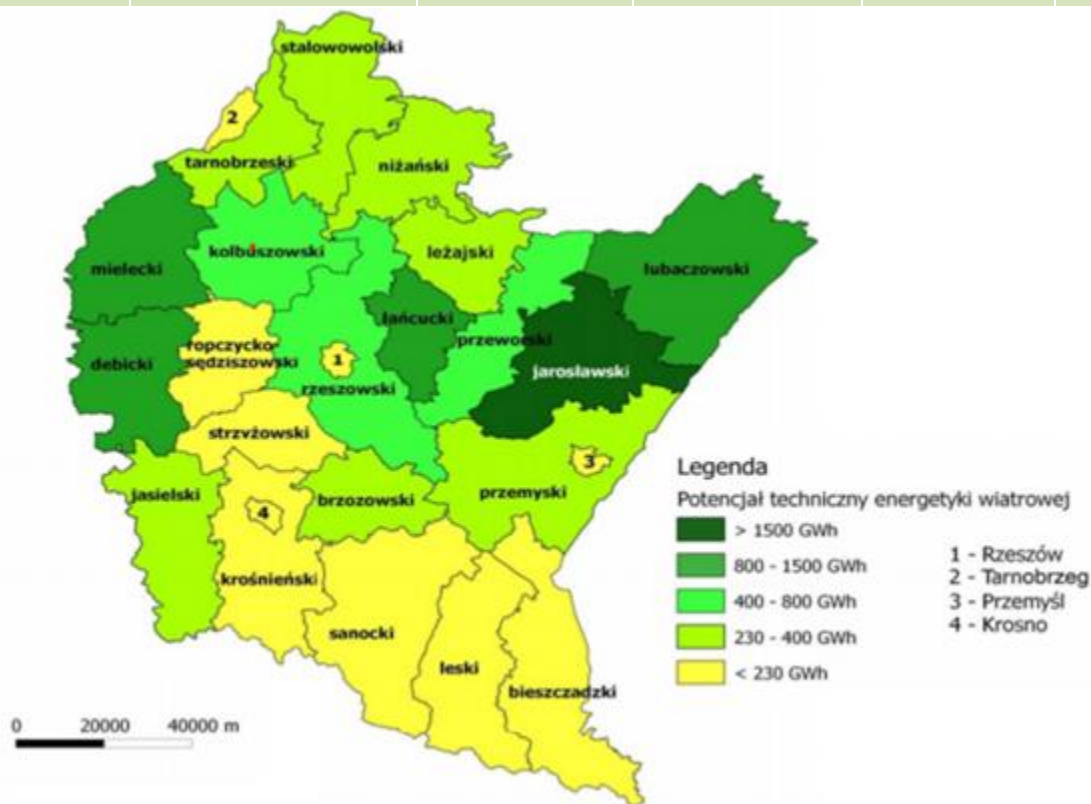 stalowowolski
2
tarnobrzeski
niżański
kolbuszowski
leżajski
mielecki
lubaczowski
łańcucki
przeworski
ropczycko-
sędziszowski
dębicki
1
rzeszowski
jarosławski
strzyżowski
3
jasielski
brzozowski
przemyski
4
krośnieński
sanocki
leski
bieszczadzki
0 20000 40000 m
Legenda
Potencjał techniczny energetyki wiatrowej
> 1500 GWh
800 - 1500 GWh
400 - 800 GWh
230 - 400 GWh
< 230 GWh
1 - Rzeszów
2 - Tarnobrzeg
3 - Przemyśl
4 - Krosno